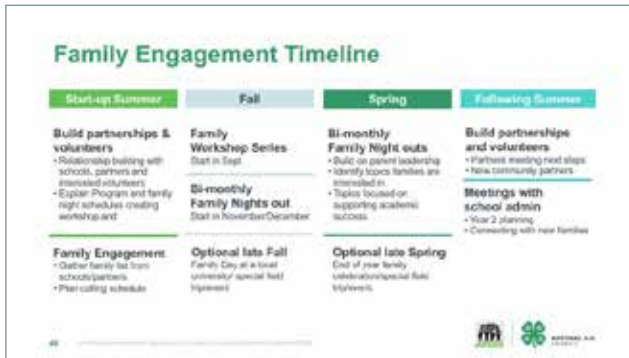 Family Engagement Timeline
Start-up Summer
Build partnerships &
volunteers
• Relationship building with
schools, partners and
interested volunteers
• Explain Program and family
night schedules creating
workshop and
Family Engagement
• Gather family list from
schools/partners
• Plan calling schedule
Fall
Family
Workshop Series
Start in Sept
Bi-monthly
Family Nights out
Start in November/December
Optional late Fall
Family Day at a local
university/ special field
trip/event
Spring
Bi-monthly
Family Night outs
• Build on parent leadership
• Identify topics families are
interested in
• Topics focused on
supporting academic
success
Optional late Spring
End of year family
celebration/special field
trip/event
Following Summer
Build partnerships
and volunteers
• Partners meeting next steps
• New community partners
Meetings with
school admin
• Year 2 planning
• Connecting with new families
NATIONAL 4-H